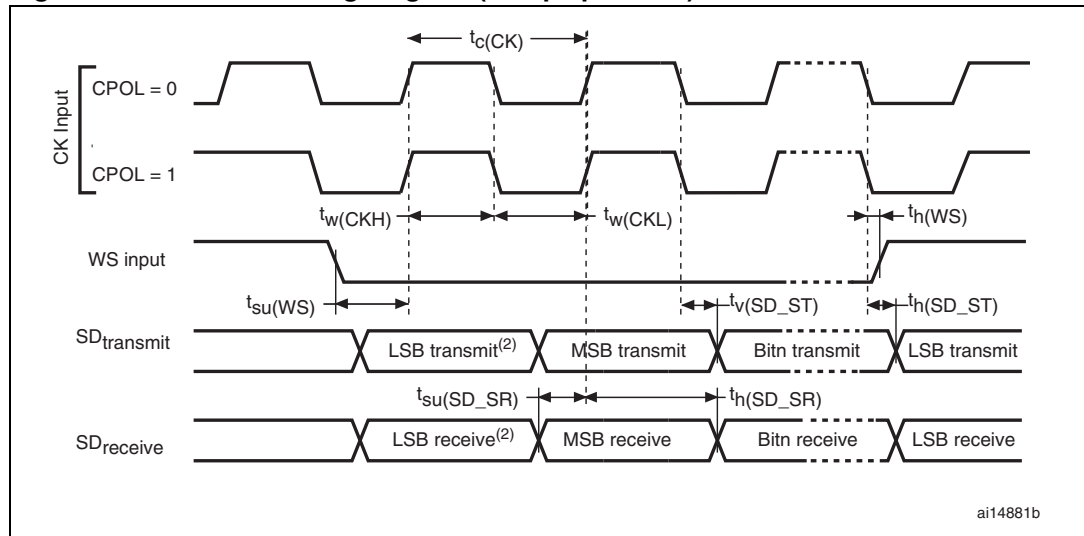 tc(CK)
CK Input
CPOL = 0
CPOL = 1
tw(CKH)
tw(CKL)
th(WS)
WS input
tsu(WS)
tv(SD_ST)
th(SD_ST)
SDtransmit
LSB transmit(2)
MSB transmit
Bitn transmit
LSB transmit
tsu(SD_SR)
th(SD_SR)
SDreceive
LSB receive(2)
MSB receive
Bitn receive
LSB receive
ai14881b